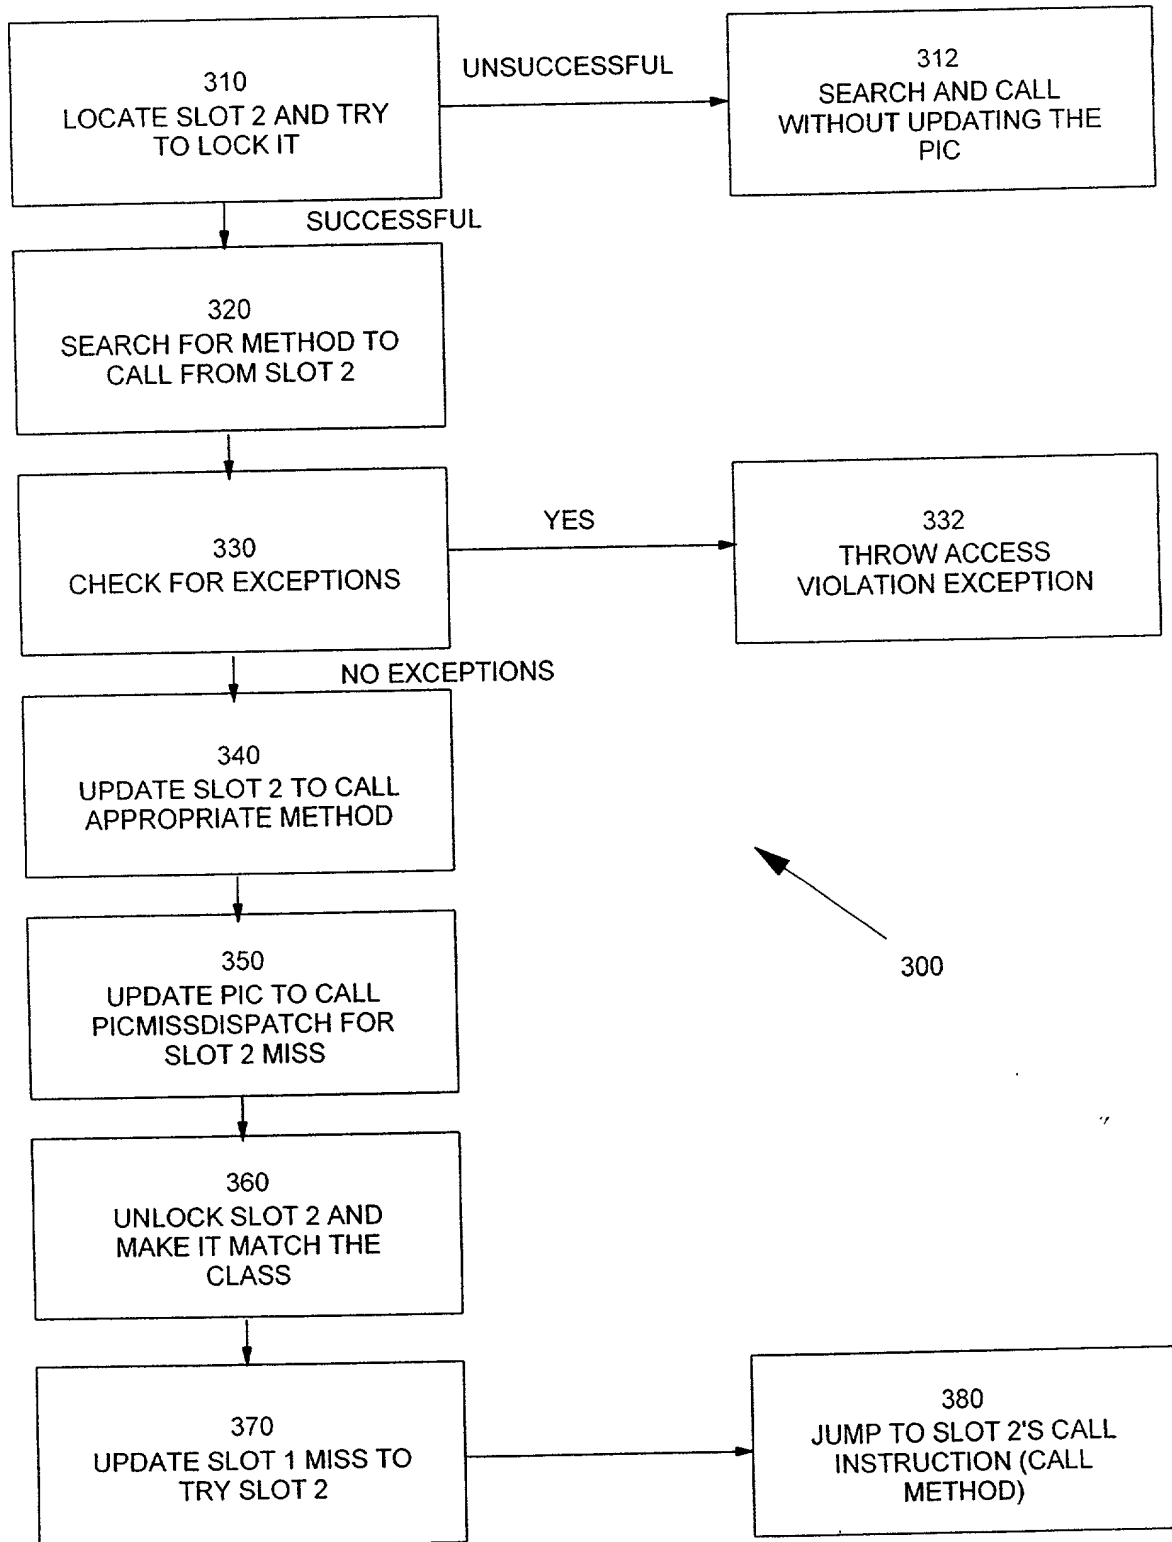 310
LOCATE SLOT 2 AND TRY
TO LOCK IT
UNSUCCESSFUL
312
SEARCH AND CALL
WITHOUT UPDATING THE
PIC
SUCCESSFUL
320
SEARCH FOR METHOD TO
CALL FROM SLOT 2
330
CHECK FOR EXCEPTIONS
YES
332
THROW ACCESS
VIOLATION EXCEPTION
NO EXCEPTIONS
340
UPDATE SLOT 2 TO CALL
APPROPRIATE METHOD
350
UPDATE PIC TO CALL
PICMISSDISPATCH FOR
SLOT 2 MISS
300
360
UNLOCK SLOT 2 AND
MAKE IT MATCH THE
CLASS
370
UPDATE SLOT 1 MISS TO
TRY SLOT 2
380
JUMP TO SLOT 2'S CALL
INSTRUCTION (CALL
METHOD)